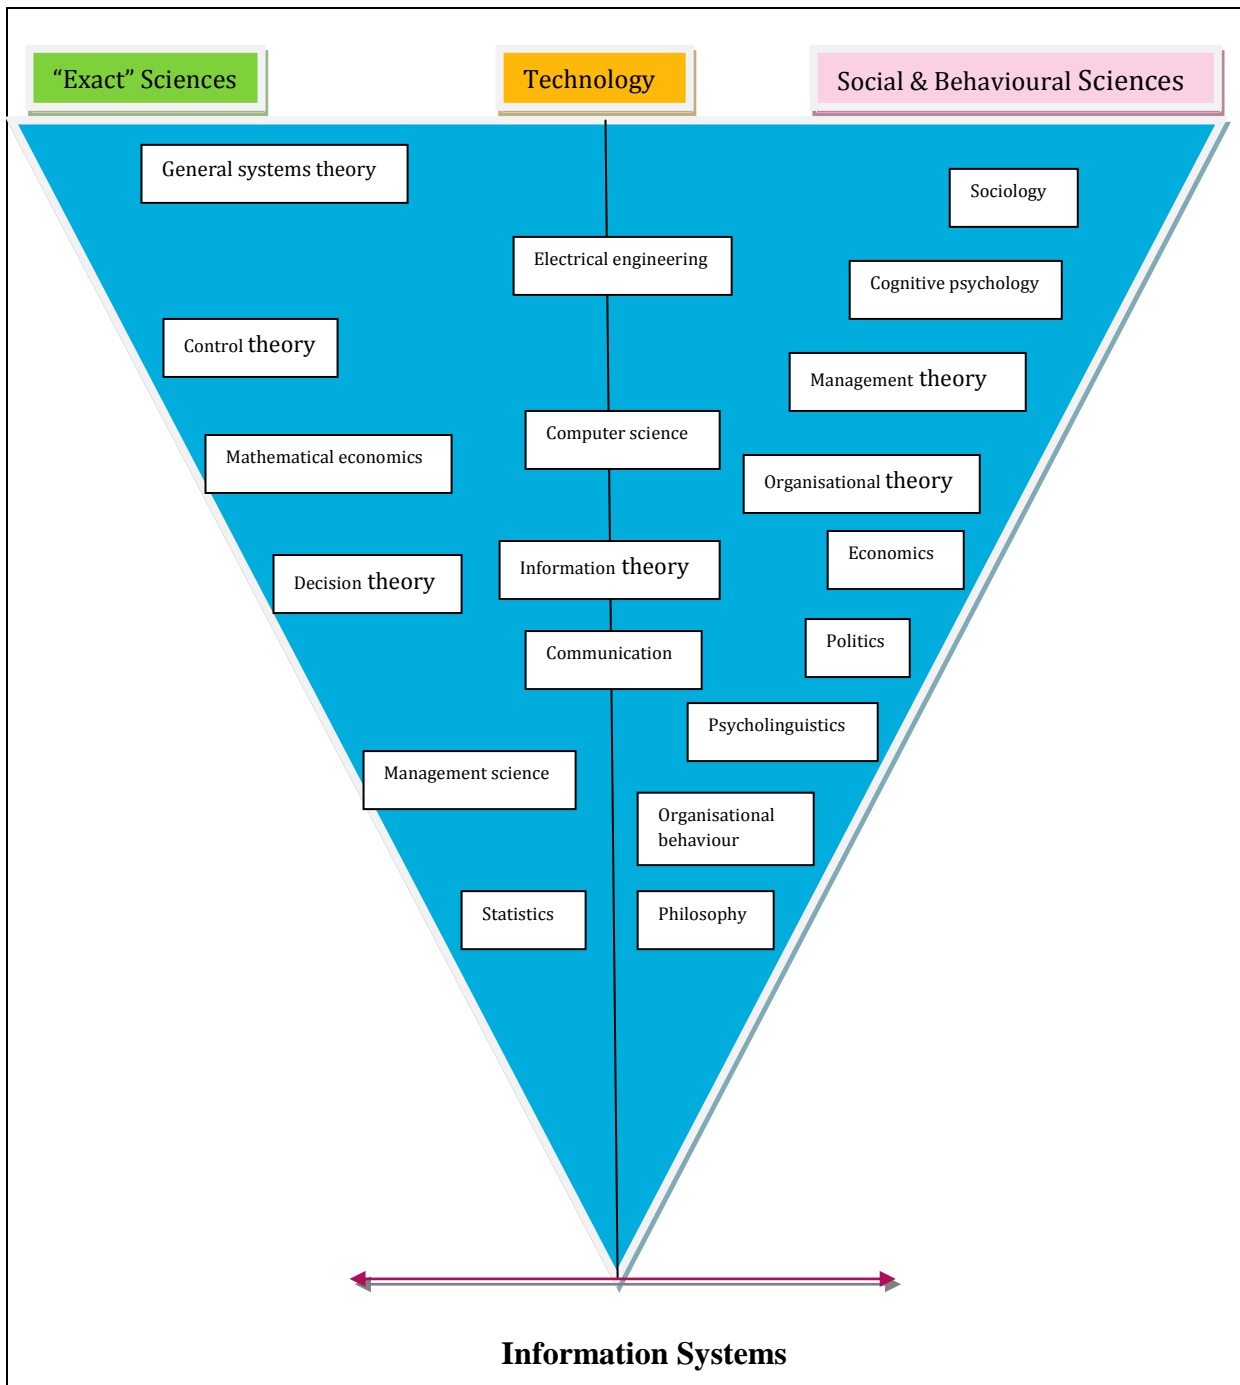 “Exact” Sciences
Technology
Social & Behavioural Sciences
General systems theory
Sociology
Electrical engineering
Cognitive psychology
Control theory
Management theory
Computer science
Mathematical economics
Organisational theory
Economics
Information theory
Decision theory
Politics
Communication
Psycholinguistics
Management science
Organisational
behaviour
Statistics
Philosophy
Information Systems